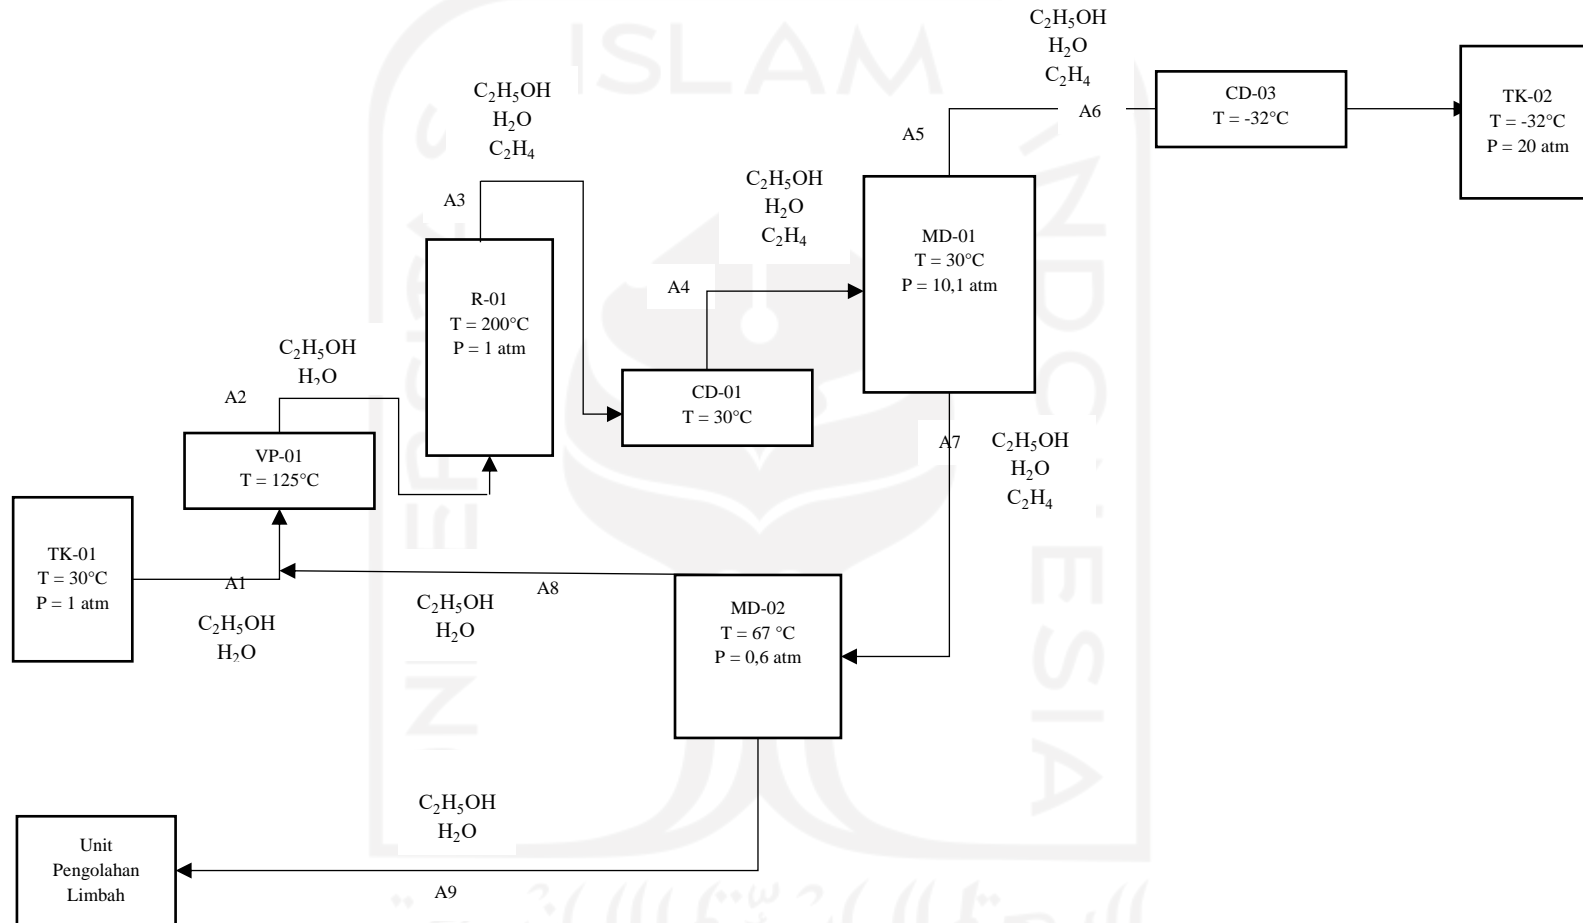 C₂H₅OH
H₂O
C₂H₄
CD-03
T = -32°C
TK-02
T = -32°C
P = 20 atm
A6
A5
C₂H₅OH
H₂O
C₂H₄
A3
C₂H₅OH
H₂O
C₂H₄
MD-01
T = 30°C
P = 10,1 atm
A4
R-01
T = 200°C
P = 1 atm
C₂H₅OH
H₂O
A2
CD-01
T = 30°C
A7
C₂H₅OH
H₂O
C₂H₄
VP-01
T = 125°C
TK-01
T = 30°C
P = 1 atm
A1
C₂H₅OH
H₂O
A8
C₂H₅OH
H₂O
MD-02
T = 67 °C
P = 0,6 atm
C₂H₅OH
H₂O
Unit
Pengolahan
Limbah
A9
ISLAM